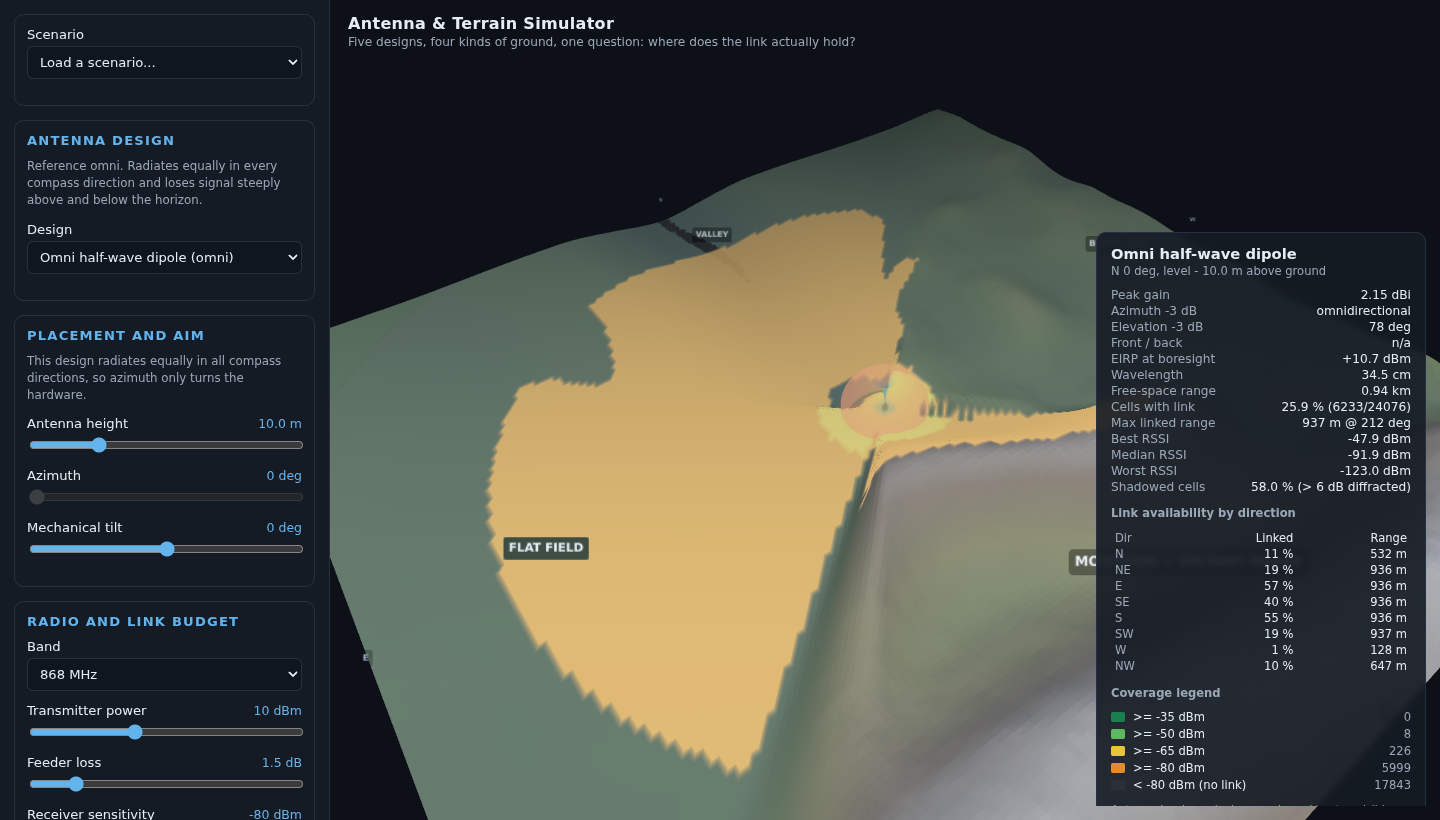 Scenario
Load a scenario...
ANTENNA DESIGN
Reference omni. Radiates equally in every
compass direction and loses signal steeply
above and below the horizon.
Design
Omni half-wave dipole (omni)
PLACEMENT AND AIM
This design radiates equally in all compass
directions, so azimuth only turns the
hardware.
Antenna height 10.0 m
Azimuth 0 deg
Mechanical tilt 0 deg
RADIO AND LINK BUDGET
Band
868 MHz
Transmitter power 10 dBm
Feeder loss 1.5 dB
Receiver sensitivity -80 dBm
Antenna & Terrain Simulator
Five designs, four kinds of ground, one question: where does the link actually hold?
VALLEY
W
B
FLAT FIELD
MO
E
Omni half-wave dipole
N 0 deg, level - 10.0 m above ground
Peak gain 2.15 dBi
Azimuth -3 dB omnidirectional
Elevation -3 dB 78 deg
Front / back n/a
EIRP at boresight +10.7 dBm
Wavelength 34.5 cm
Free-space range 0.94 km
Cells with link 25.9 % (6233/24076)
Max linked range 937 m @ 212 deg
Best RSSI -47.9 dBm
Median RSSI -91.9 dBm
Worst RSSI -123.0 dBm
Shadowed cells 58.0 % (> 6 dB diffracted)
Link availability by direction
Dir Linked Range
N 11 % 532 m
NE 19 % 936 m
E 57 % 936 m
SE 40 % 936 m
S 55 % 936 m
SW 19 % 937 m
W 1 % 128 m
NW 10 % 647 m
Coverage legend
>= -35 dBm 0
>= -50 dBm 8
>= -65 dBm 226
>= -80 dBm 5999
< -80 dBm (no link) 17843